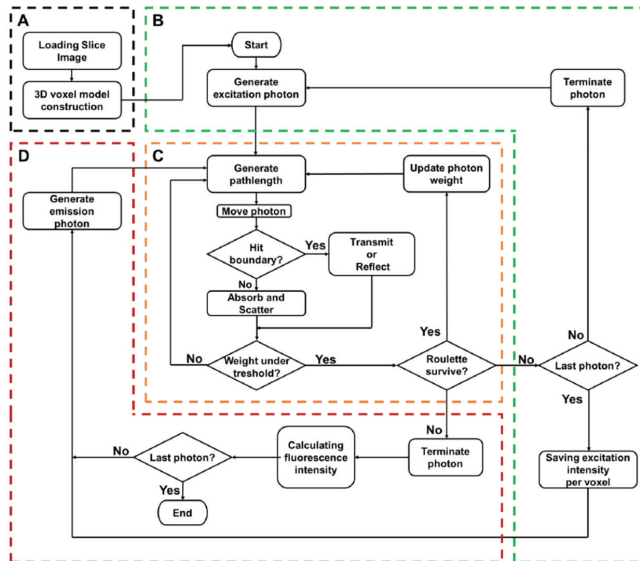 A
Loading Slice
Image
3D voxel model
construction
B
Start
Generate
excitation photon
Terminate
photon
D
Generate
emission
photon
C
Generate
pathlength
Update photon
weight
Move photon
Hit
boundary?
Yes
Transmit
or
Reflect
No
Absorb and
Scatter
No
Weight under
treshold?
Yes
Yes
Roulette
survive?
No
No
Last photon?
Yes
No
No
Last photon?
Yes
End
Calculating
fluorescence
intensity
Terminate
photon
Saving excitation
intensity
per voxel